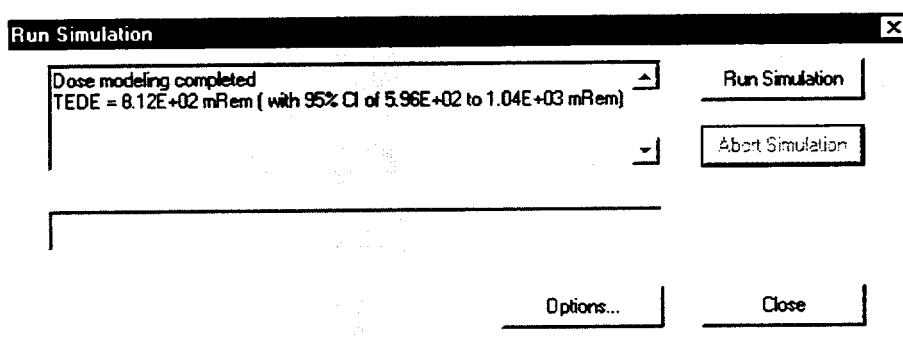 Run Simulation
Dose modeling completed
TEDE = 8.12E+02 mRem ( with 95% CI of 5.96E+02 to 1.04E+03 mRem)
Run Simulation
Abort Simulation
Options...
Close